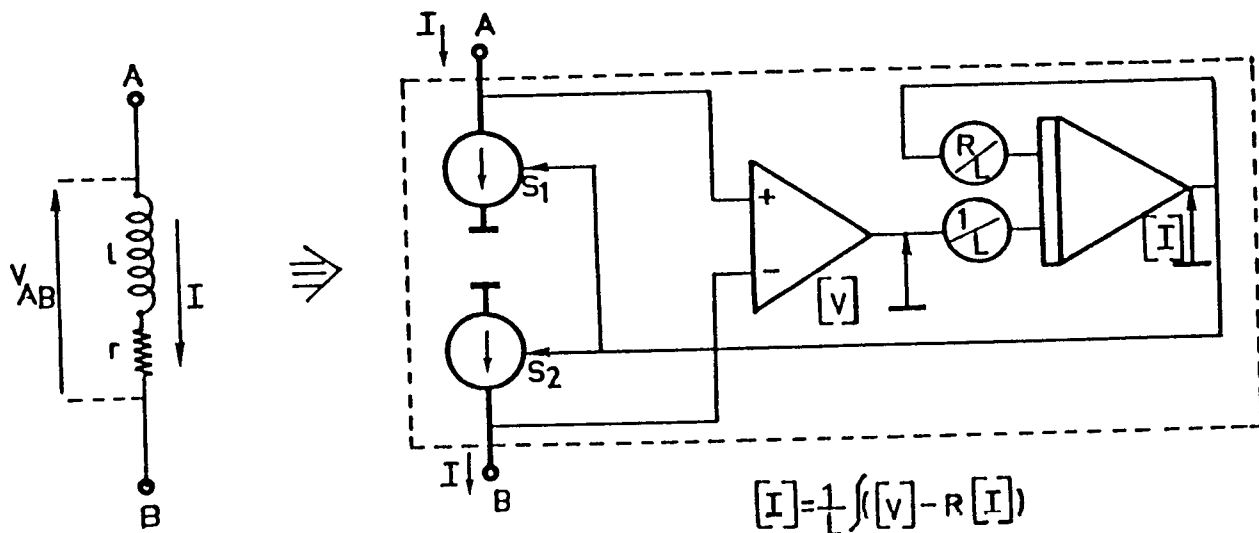 A
l
r
V
AB
I
B
I
A
S1
S2
I
B
+
-
[V]
R/L
1/L
[I]
[I]=1/L ∫([V]-R[I])